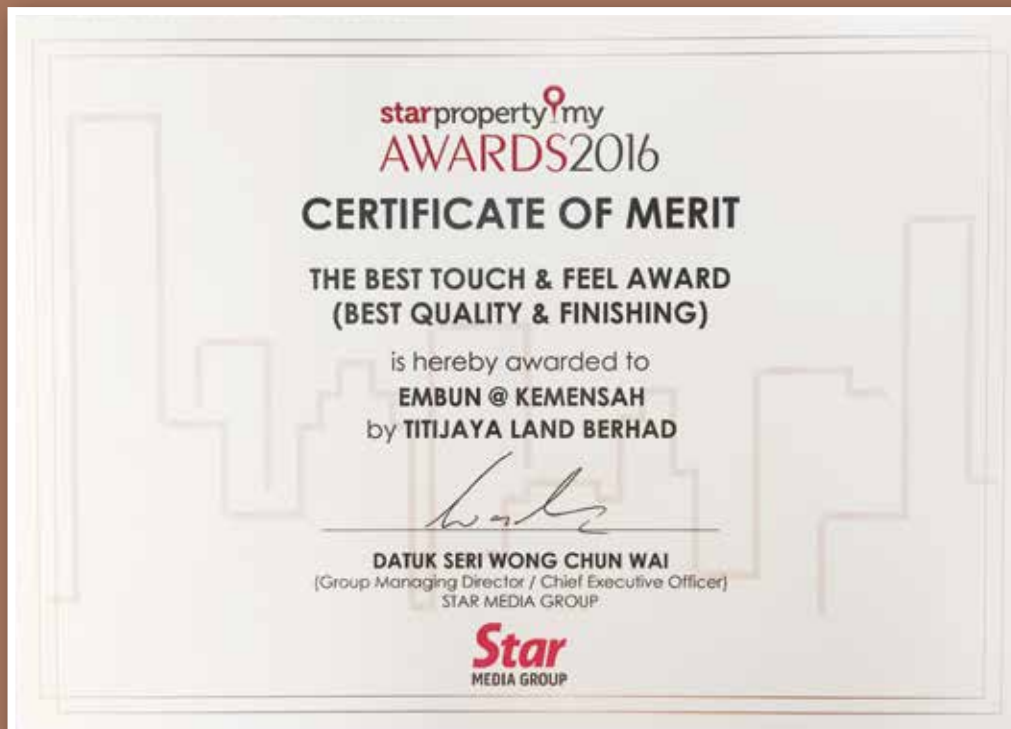 starproperty my
AWARDS2016
CERTIFICATE OF MERIT
THE BEST TOUCH & FEEL AWARD
(BEST QUALITY & FINISHING)
is hereby awarded to
EMBUN @ KEMENSAH
by TITIJAYA LAND BERHAD
DATUK SERI WONG CHUN WAI
(Group Managing Director / Chief Executive Officer)
STAR MEDIA GROUP
Star
MEDIA GROUP